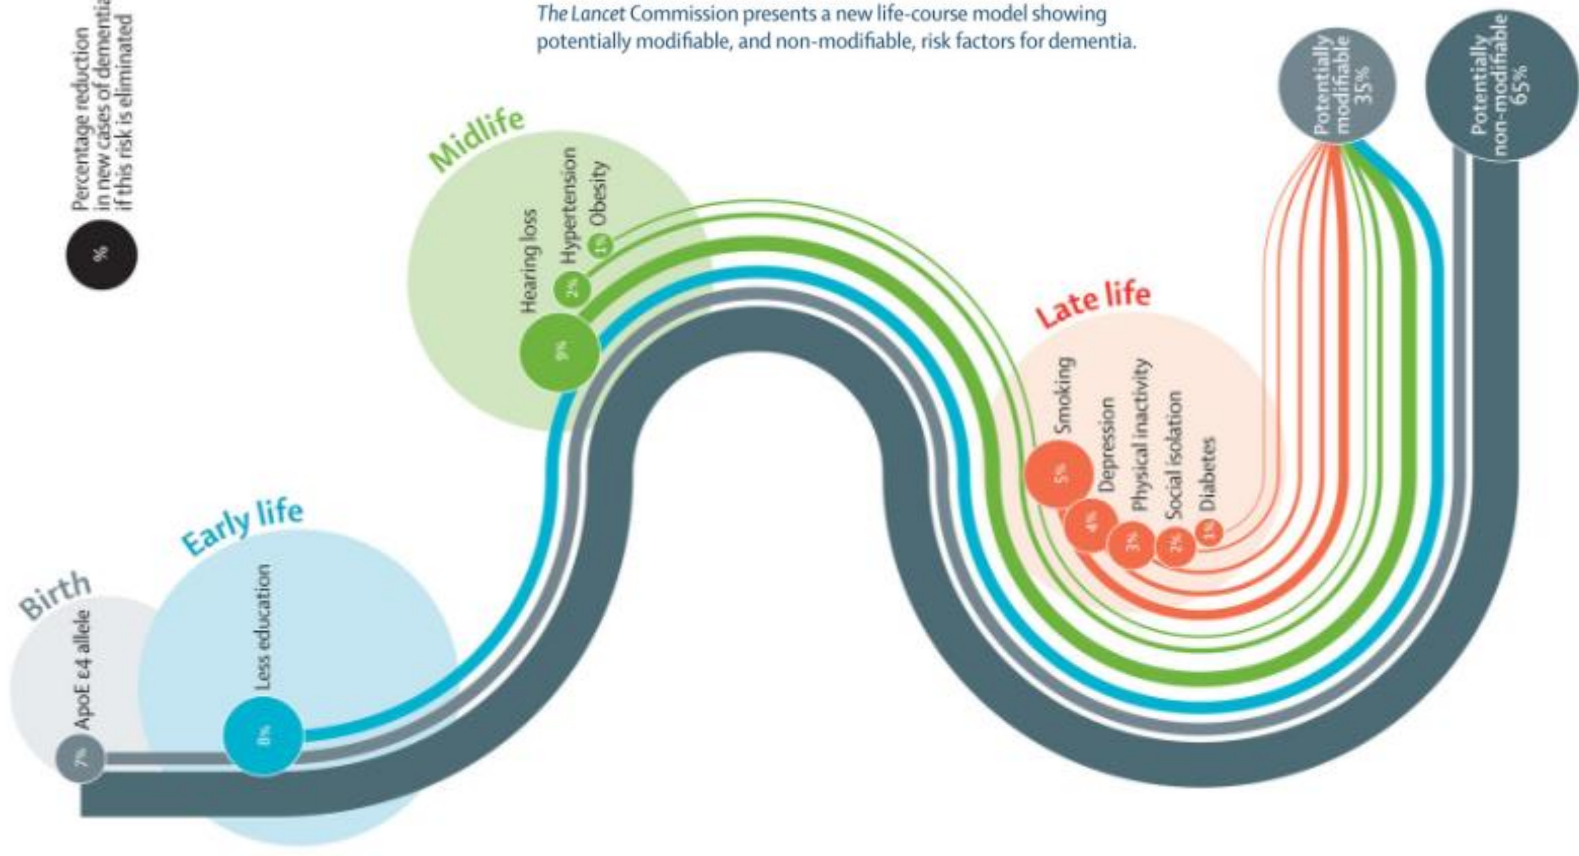 The Lancet Commission presents a new life-course model showing
potentially modifiable, and non-modifiable, risk factors for dementia.
%
Percentage reduction
in new cases of dementia
if this risk is eliminated
Birth
7%
ApoE ε4 allele
Early life
8%
Less education
Midlife
Hearing loss
9%
Hypertension
2%
Obesity
1%
Late life
Smoking
5%
Depression
4%
Physical inactivity
3%
Social isolation
2%
Diabetes
1%
Potentially
modifiable
35%
Potentially
non-modifiable
65%